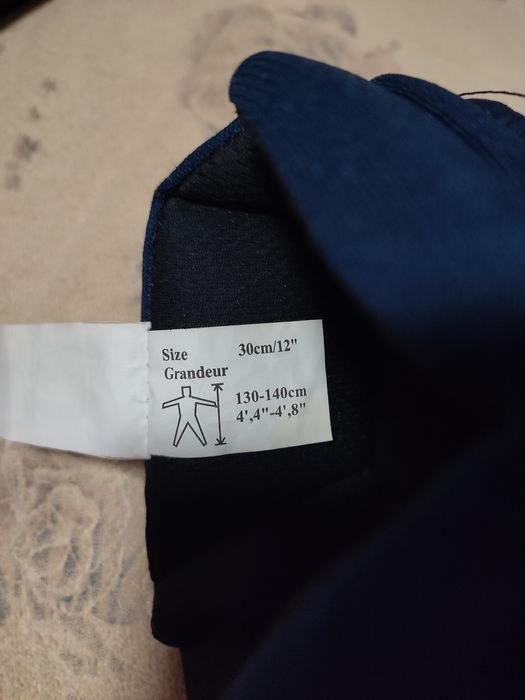 Size 30cm/12"
Grandeur
130-140cm
4',4"-4',8"